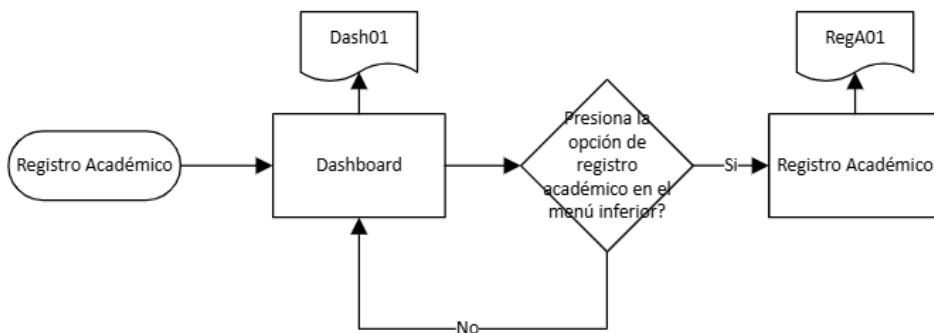 Dash01
RegA01
Registro Académico
Dashboard
Presiona la
opción de
registro
académico en el
menú inferior?
Si
Registro Académico
No